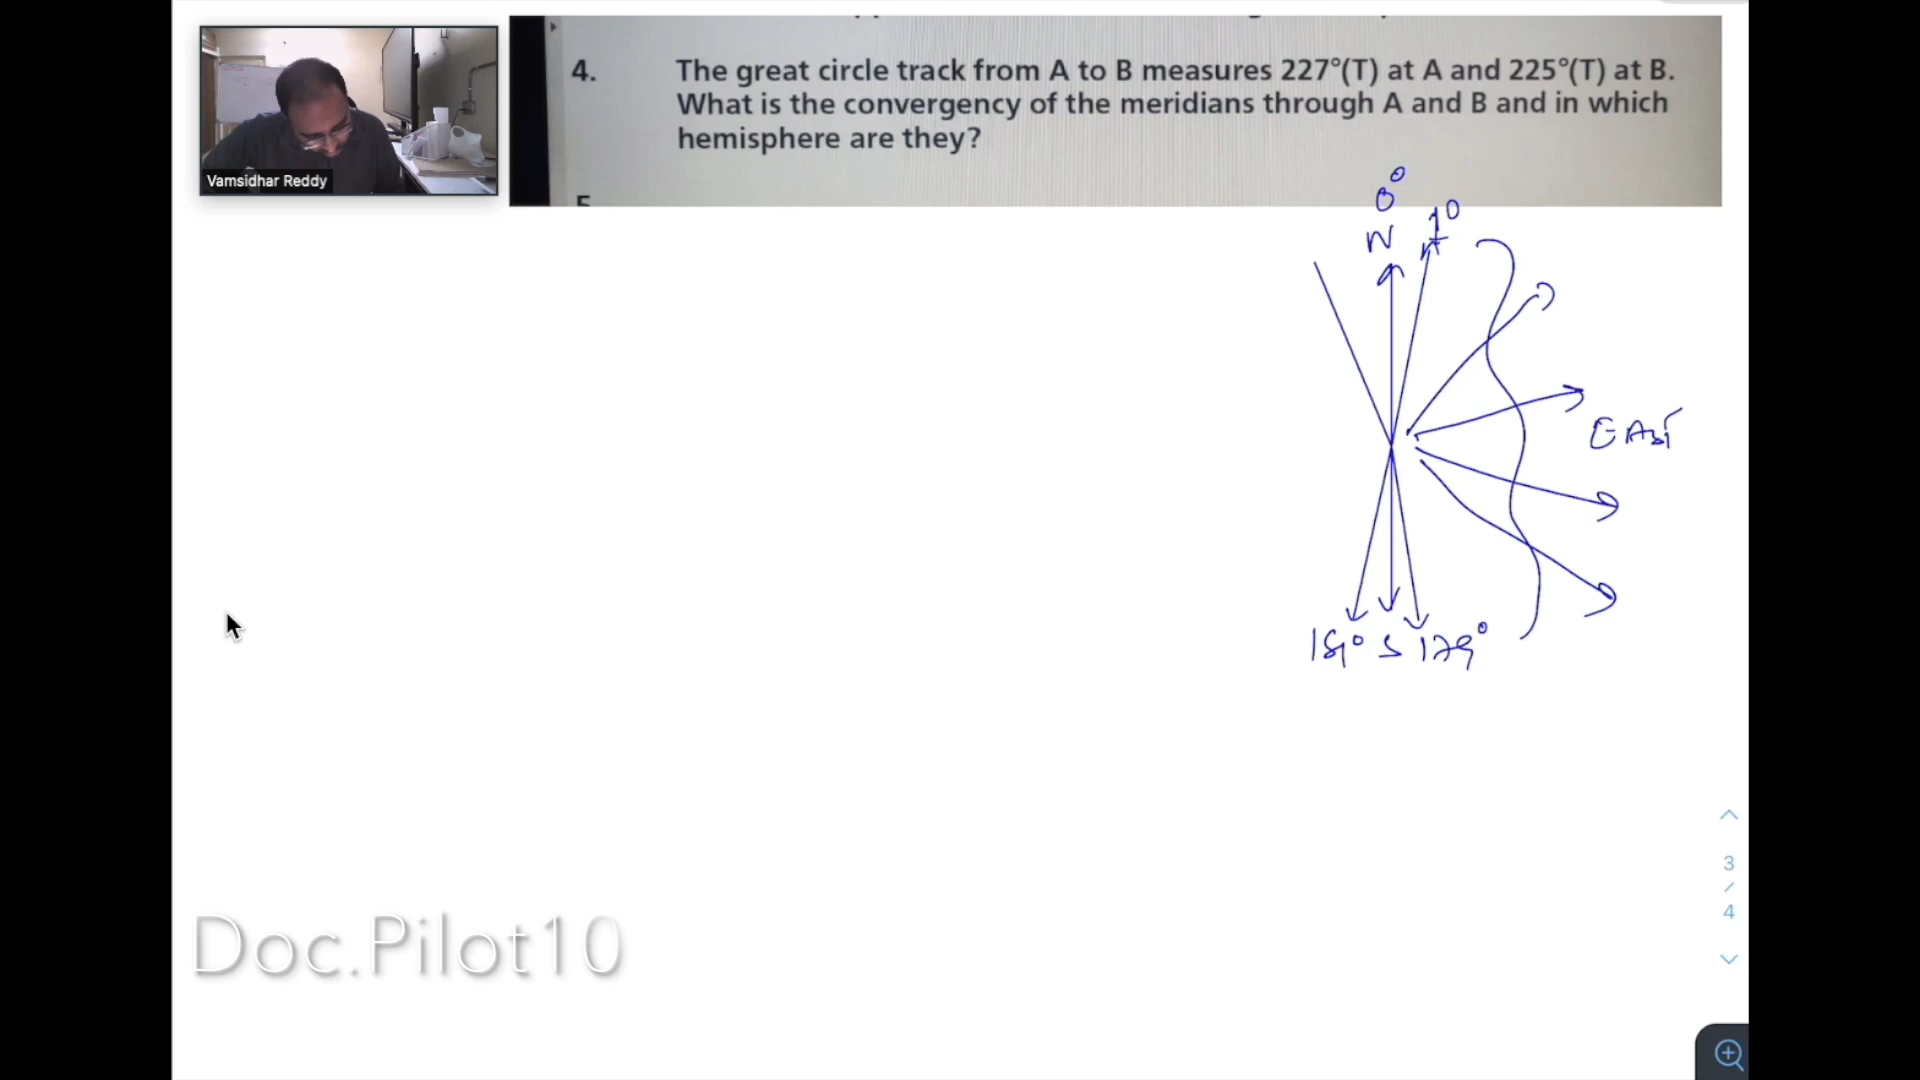 4. The great circle track from A to B measures 227°(T) at A and 225°(T) at B.
What is the convergency of the meridians through A and B and in which
hemisphere are they?
5
Vamsidhar Reddy
0°
N 1°
EAST
181° S 179°
3
/
4
Doc.Pilot10